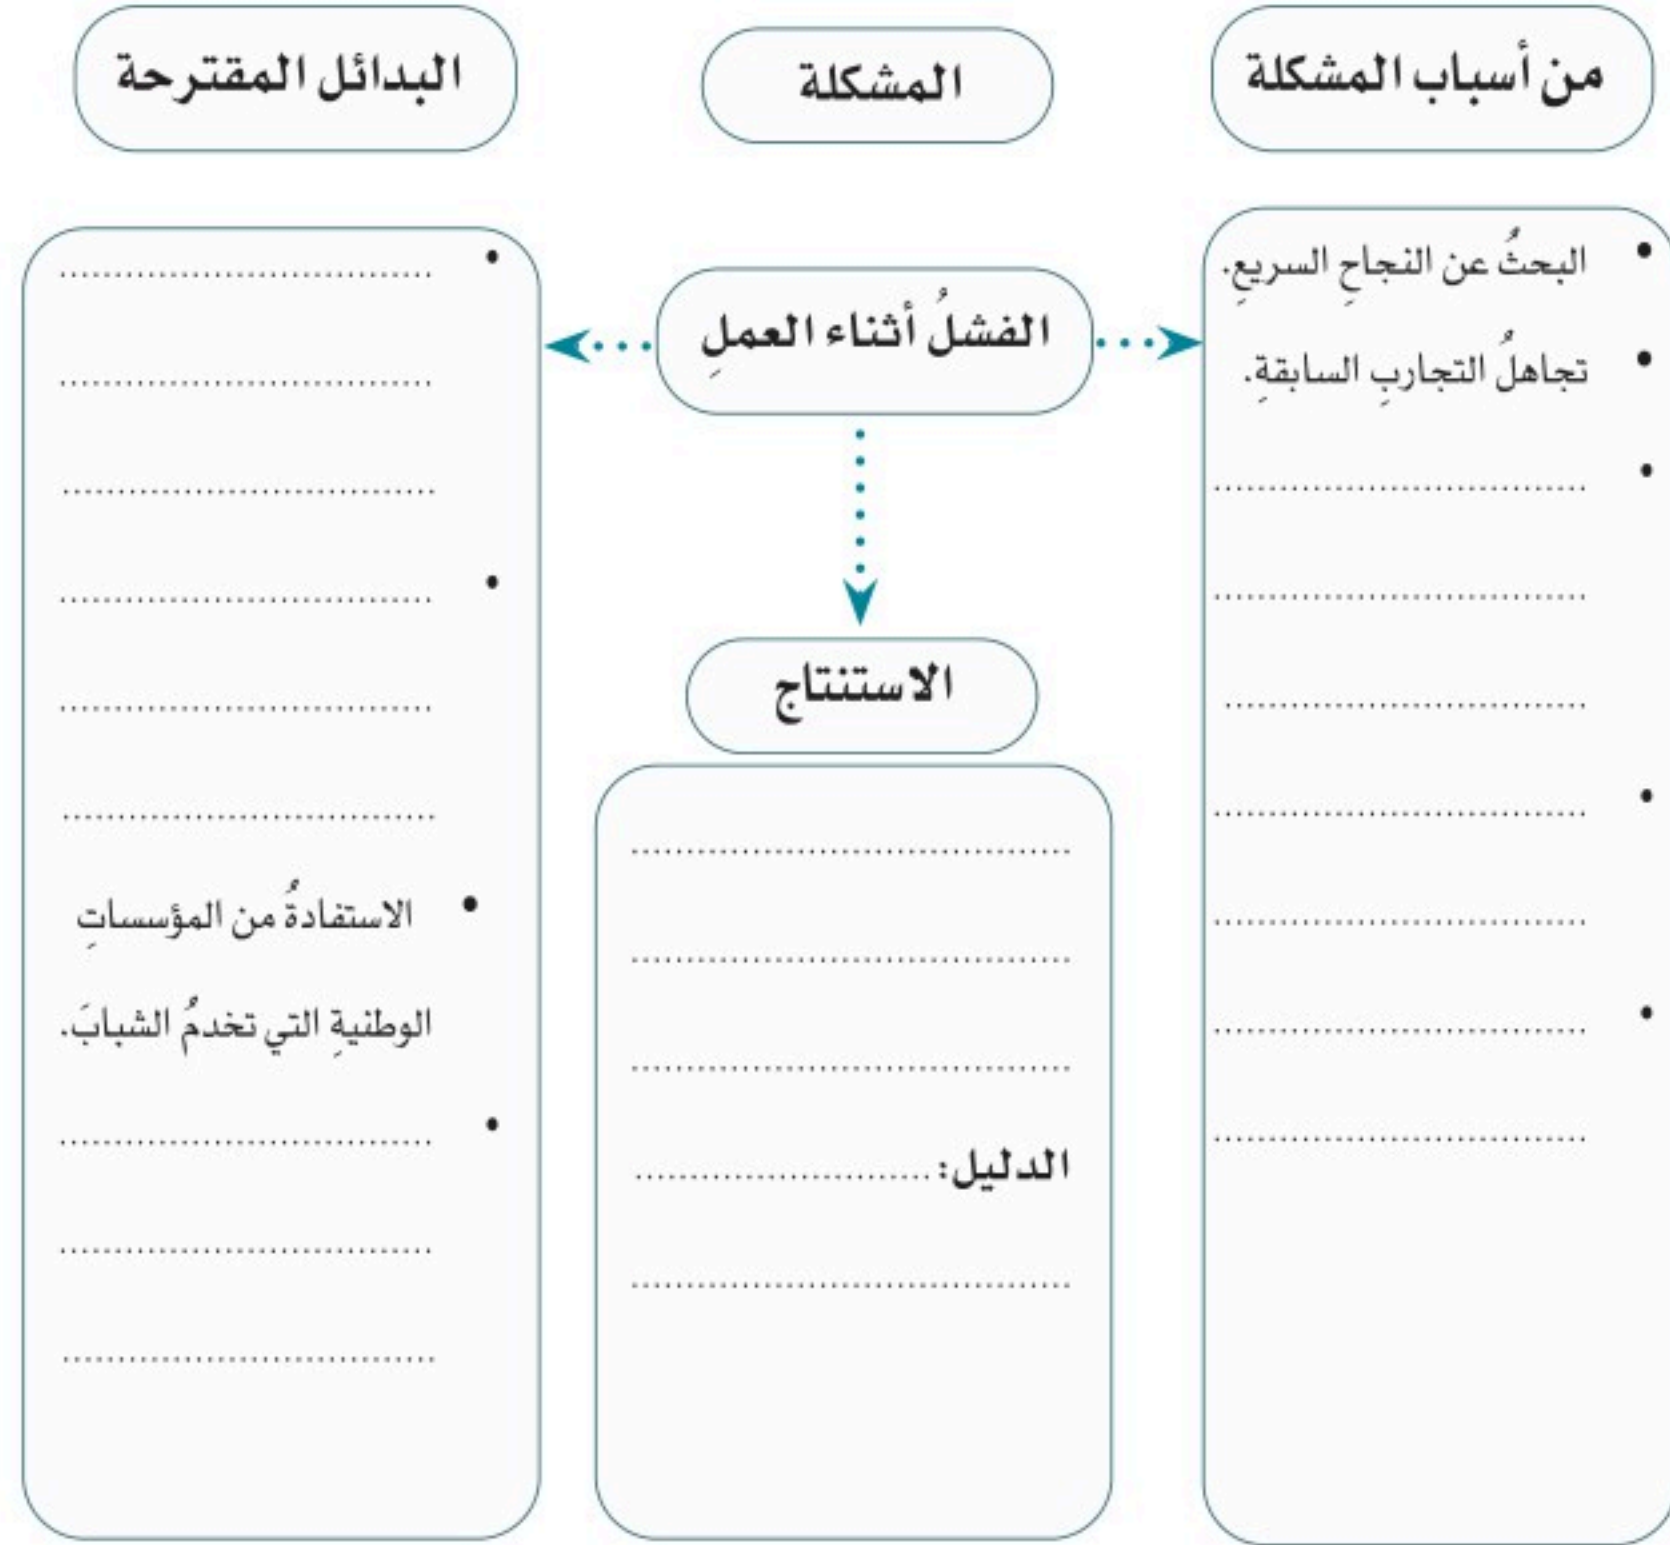 من أسباب المشكلة
المشكلة
البدائل المقترحة
• البحثُ عن النجاحِ السريعِ.
• تجاهلُ التجاربِ السابقةِ.
• ................................
................................
................................
• ................................
................................
• ................................
................................
الفشلُ أثناء العملِ
الاستنتاج
................................
................................
................................
الدليل: ................................
................................
• ................................
................................
................................
• ................................
................................
................................
• الاستفادةُ من المؤسساتِ
الوطنيةِ التي تخدمُ الشبابَ.
• ................................
................................
................................